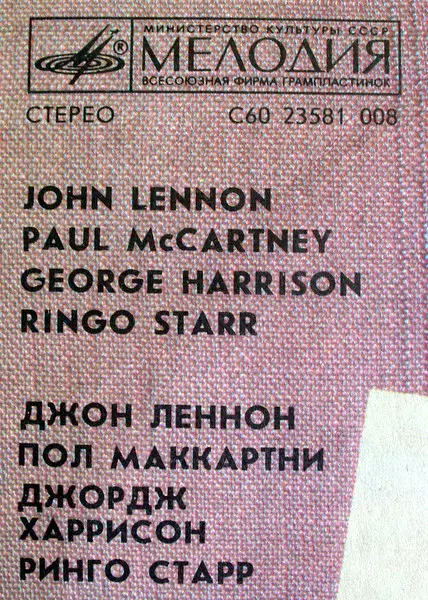 МИНИСТЕРСТВО КУЛЬТУРЫ СССР
МЕЛОДИЯ
®
ВСЕСОЮЗНАЯ ФИРМА ГРАМПЛАСТИНОК
СТЕРЕО С60 23581 008
JOHN LENNON
PAUL McCARTNEY
GEORGE HARRISON
RINGO STARR
ДЖОН ЛЕННОН
ПОЛ МАККАРТНИ
ДЖОРДЖ
ХАРРИСОН
РИНГО СТАРР